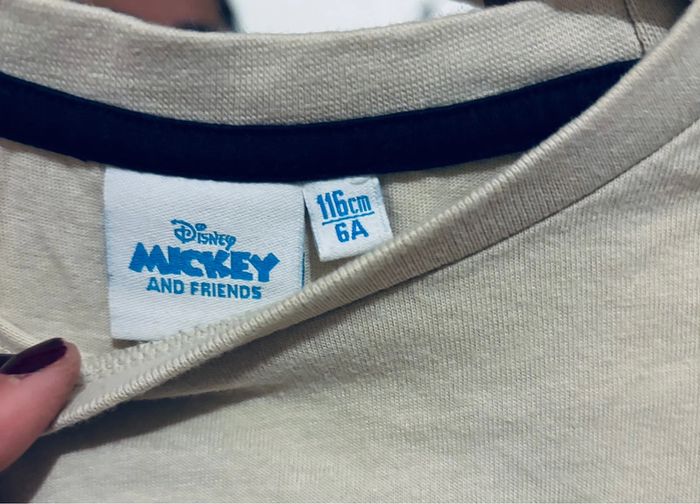 Disney
MICKEY
AND FRIENDS
116cm
6A